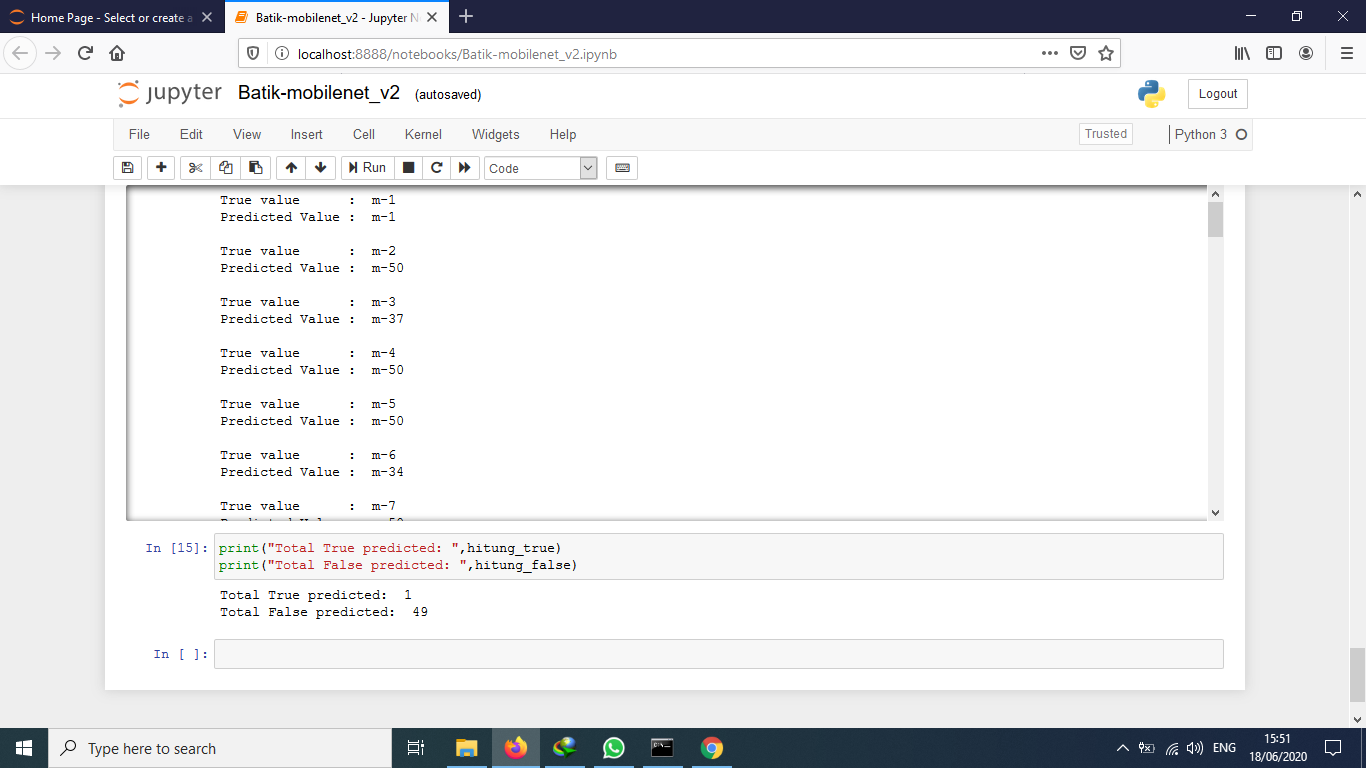 Home Page - Select or create a
Batik-mobilenet_v2 - Jupyter N
localhost:8888/notebooks/Batik-mobilenet_v2.ipynb
jupyter Batik-mobilenet_v2 (autosaved)
Logout
File Edit View Insert Cell Kernel Widgets Help
Trusted
Python 3
Run
Code
True value      :  m-1
Predicted Value :  m-1
True value      :  m-2
Predicted Value :  m-50
True value      :  m-3
Predicted Value :  m-37
True value      :  m-4
Predicted Value :  m-50
True value      :  m-5
Predicted Value :  m-50
True value      :  m-6
Predicted Value :  m-34
True value      :  m-7
In [15]: print("Total True predicted: ",hitung_true)
print("Total False predicted: ",hitung_false)
Total True predicted:  1
Total False predicted:  49
In [ ]:
Type here to search
ENG
15:51
18/06/2020